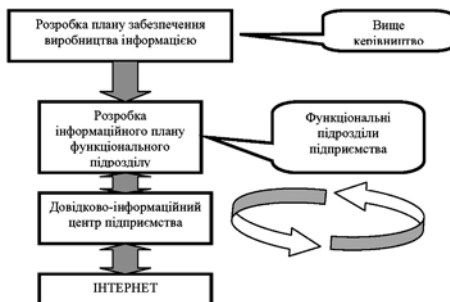 Розробка плану забезпечення
виробництва інформацією
Вище
керівництво
Розробка
інформаційного плану
функціонального
підрозділу
Функціональні
підрозділи
підприємства
Довідково-інформаційний
центр підприємства
ІНТЕРНЕТ